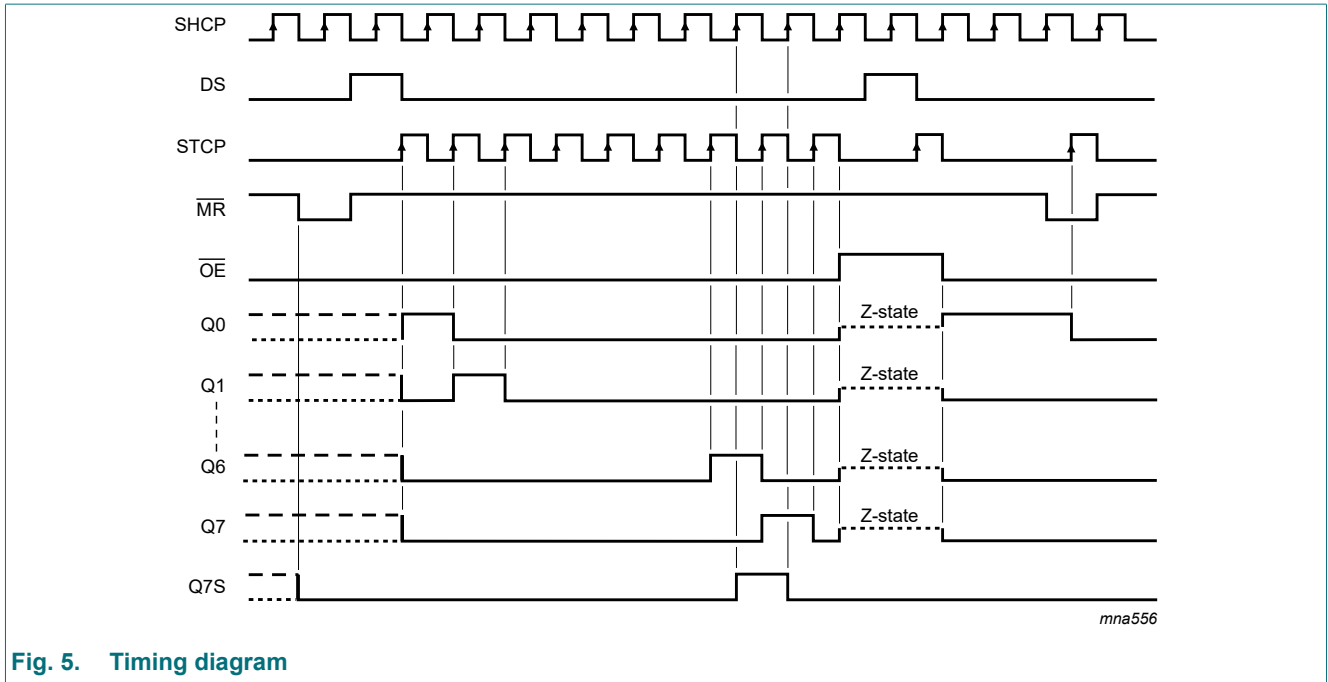 SHCP
DS
STCP
MR
OE
Q0
Z-state
Q1
Z-state
Q6
Z-state
Q7
Z-state
Q7S
mna556
Fig. 5. Timing diagram